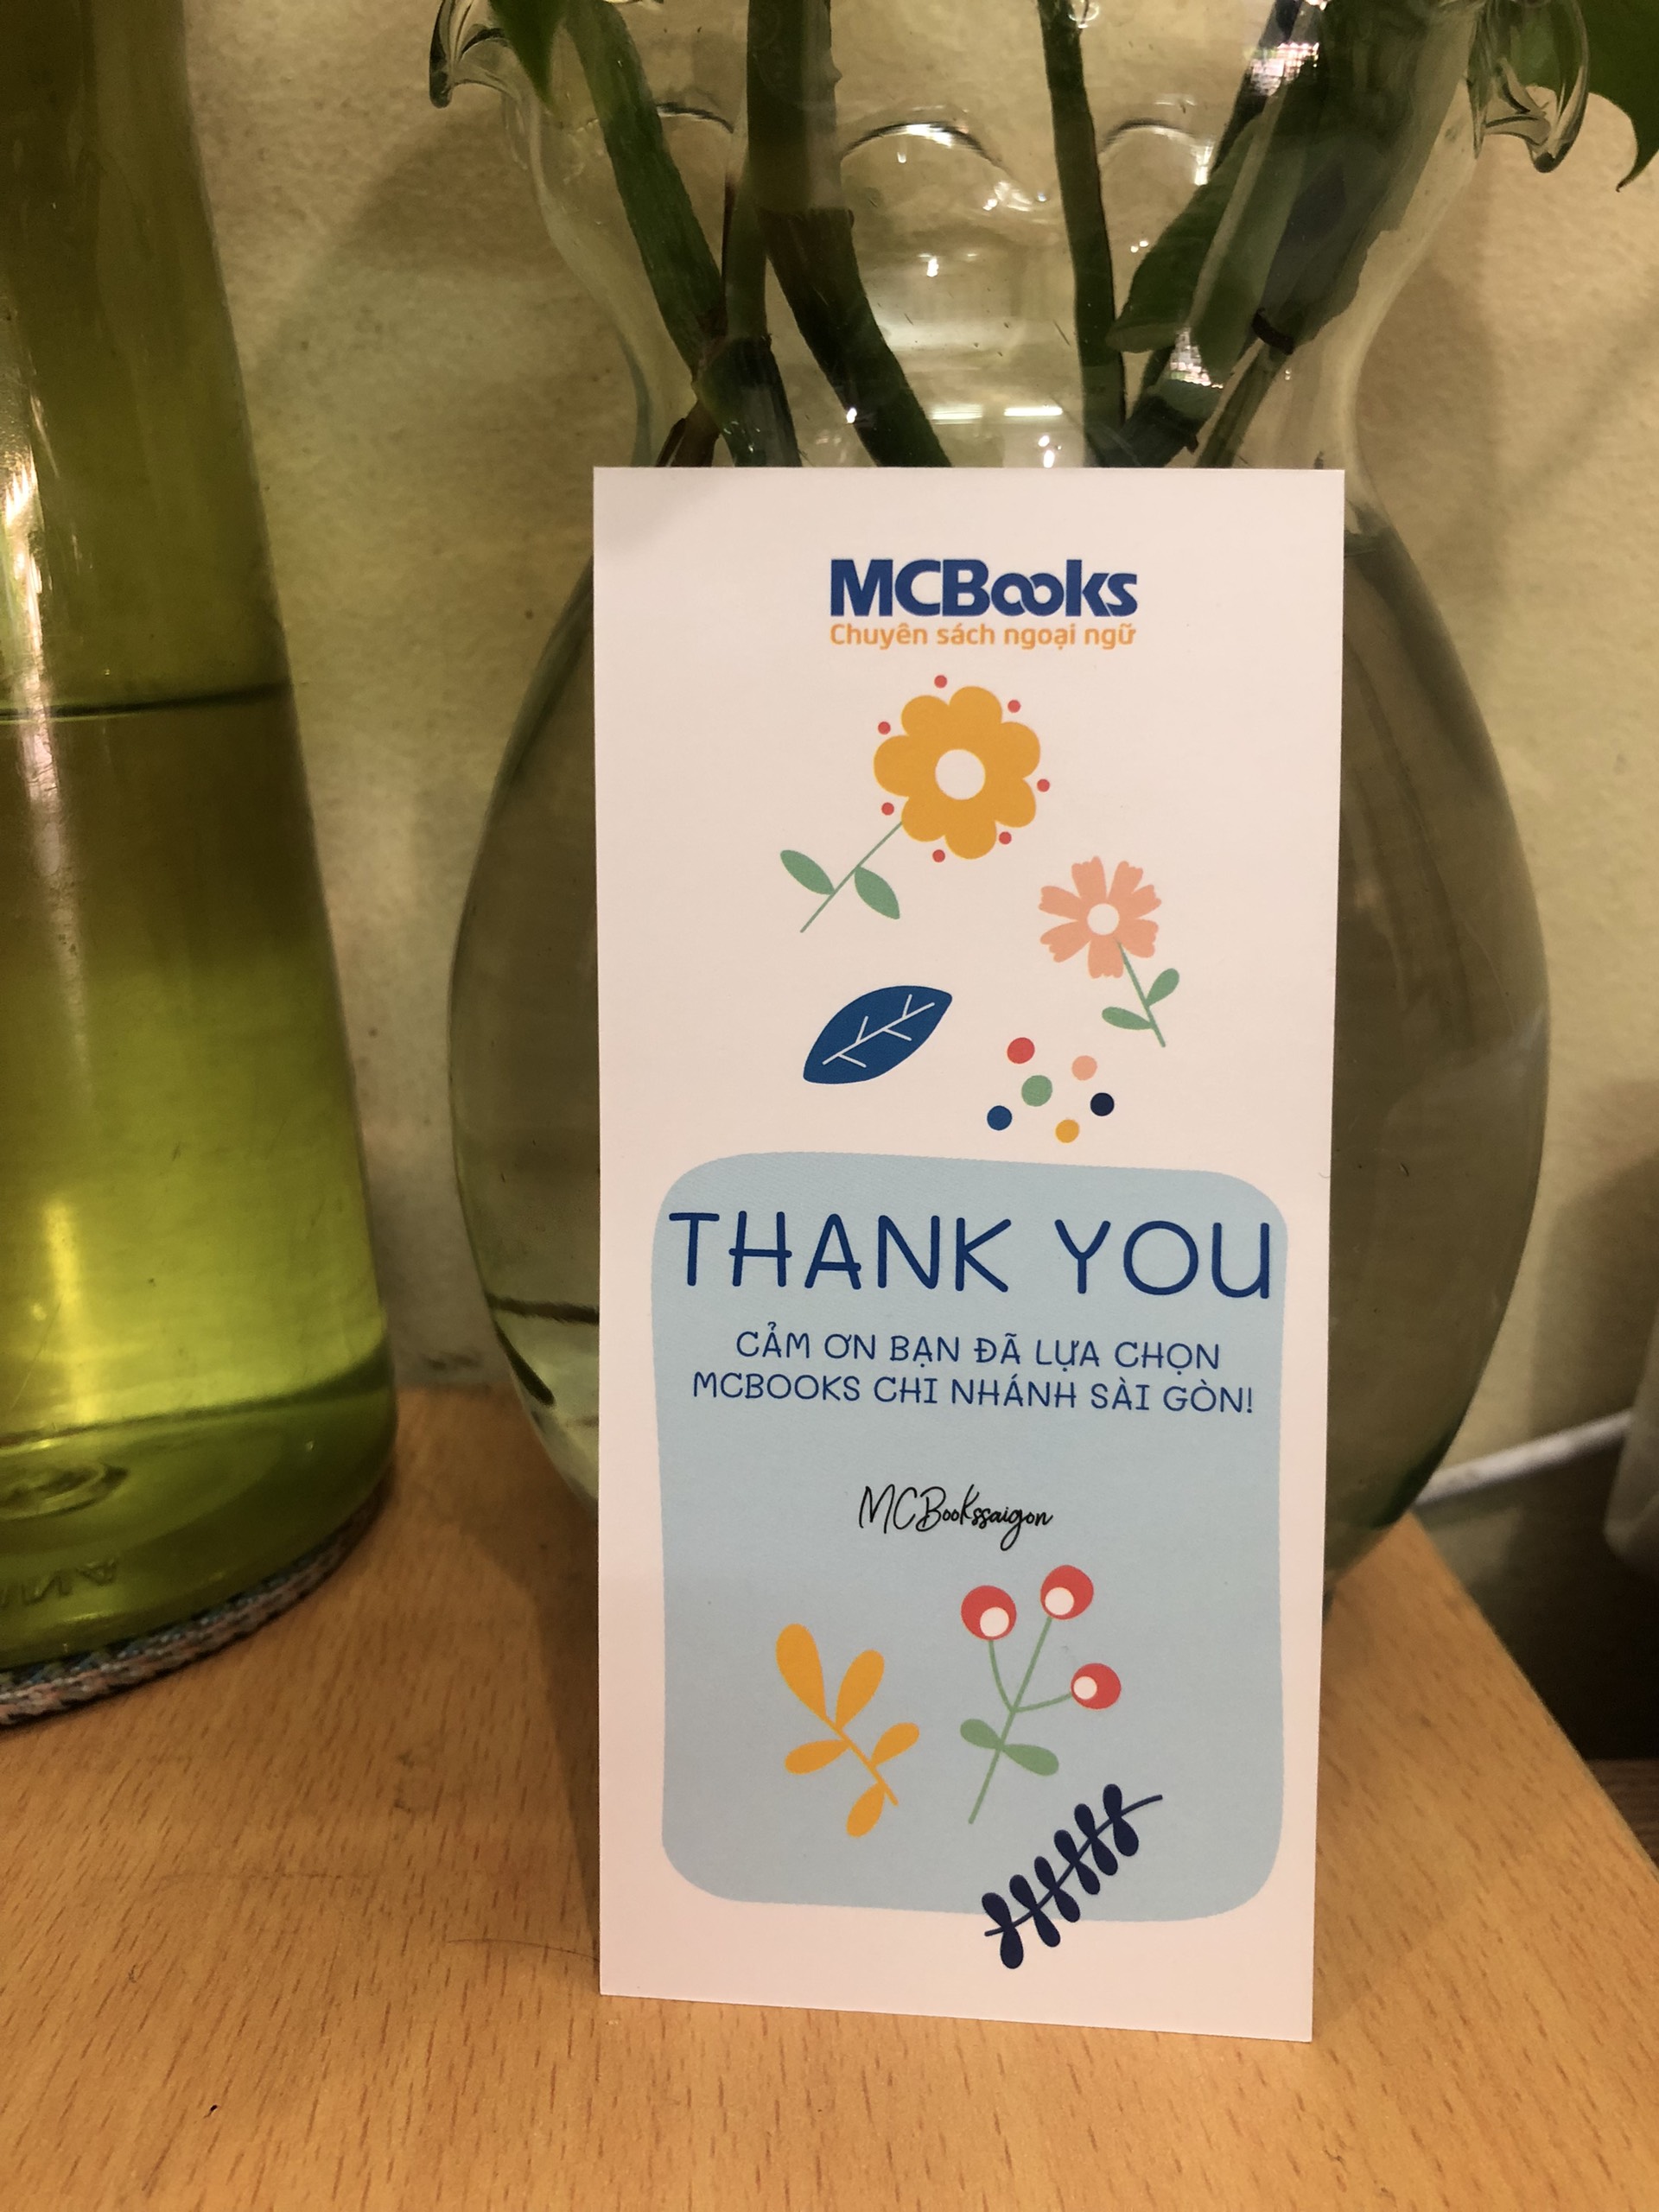 MCBooks
Chuyên sách ngoại ngữ
THANK YOU
CẢM ƠN BẠN ĐÃ LỰA CHỌN
MCBOOKS CHI NHÁNH SÀI GÒN!
MCBookssaigon